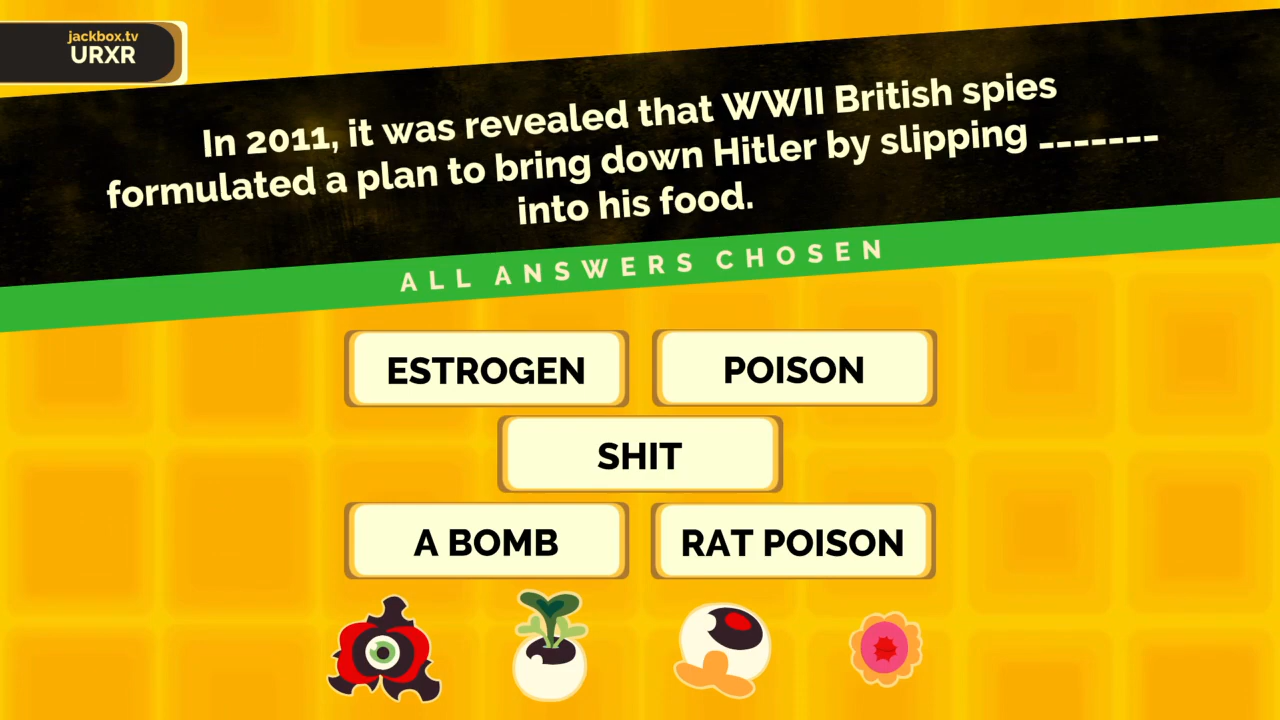 jackbox.tv
URXR
In 2011, it was revealed that WWII British spies
formulated a plan to bring down Hitler by slipping _______
into his food.
ALL ANSWERS CHOSEN
ESTROGEN
POISON
SHIT
A BOMB
RAT POISON